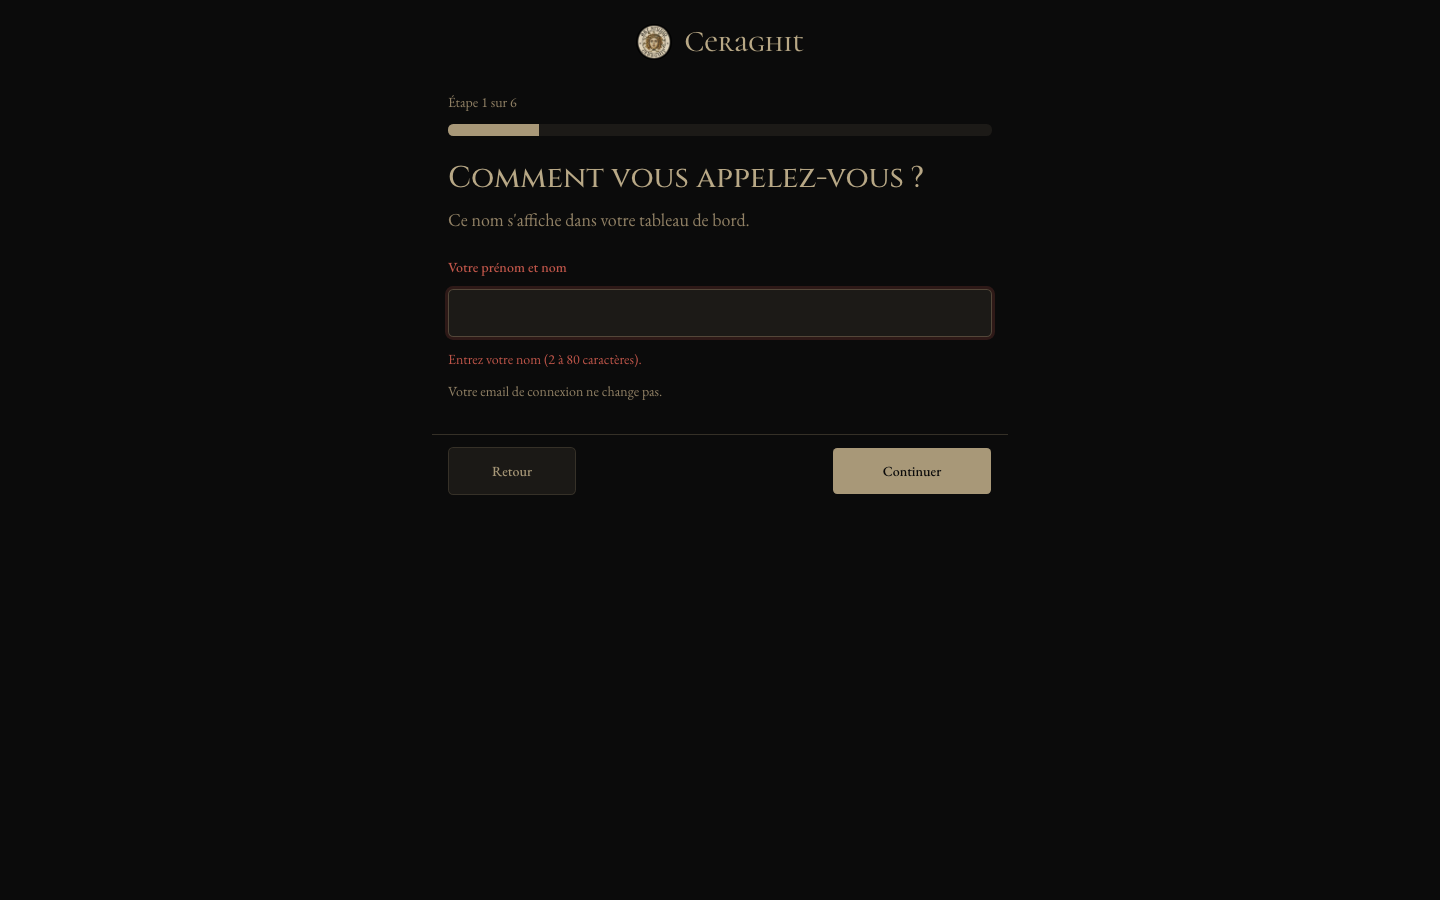 Ceraghit
Étape 1 sur 6
Comment vous appelez-vous ?
Ce nom s'affiche dans votre tableau de bord.
Votre prénom et nom
Entrez votre nom (2 à 80 caractères).
Votre email de connexion ne change pas.
Retour
Continuer